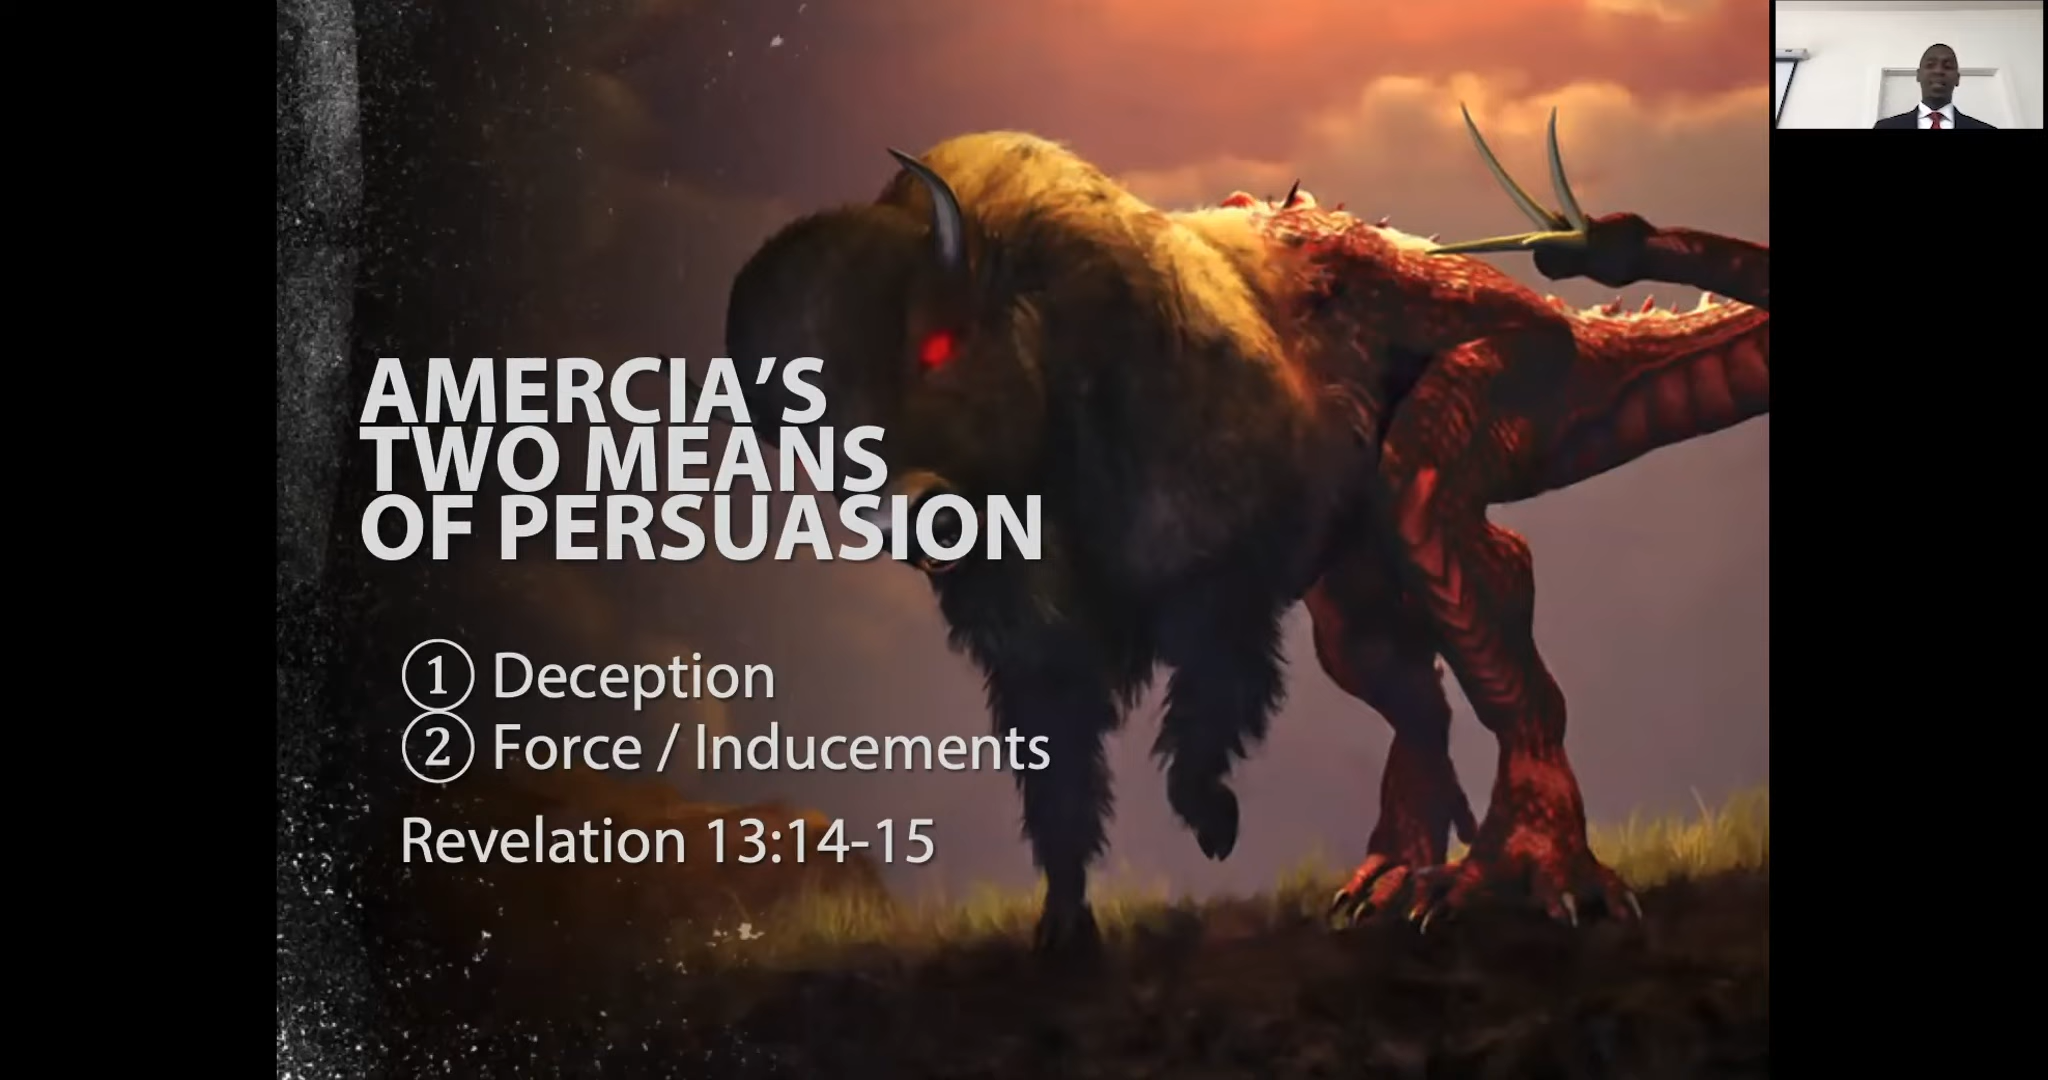 AMERCIA’S
TWO MEANS
OF PERSUASION
① Deception
② Force / Inducements
Revelation 13:14-15